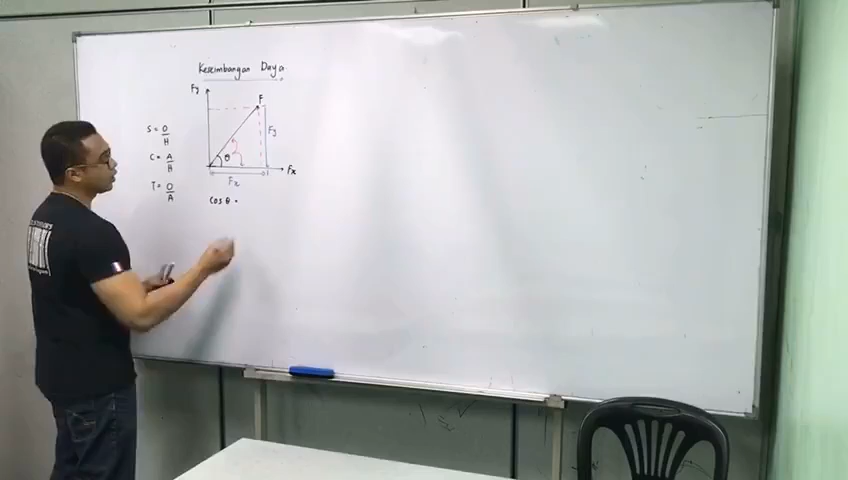 Keseimbangan Daya
Fy
F
S = O/H
Fy
C = A/H
θ
Fx
Fx
T = O/A
cos θ =